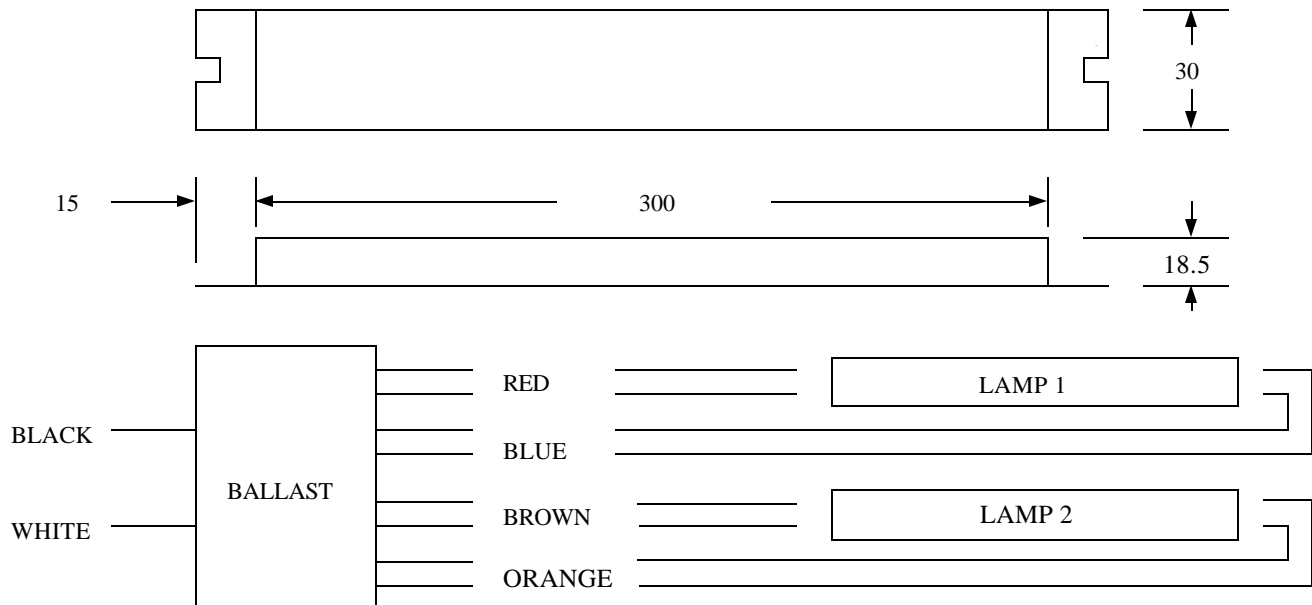 30
15
300
18.5
RED
LAMP 1
BLACK
BLUE
BALLAST
BROWN
LAMP 2
WHITE
ORANGE